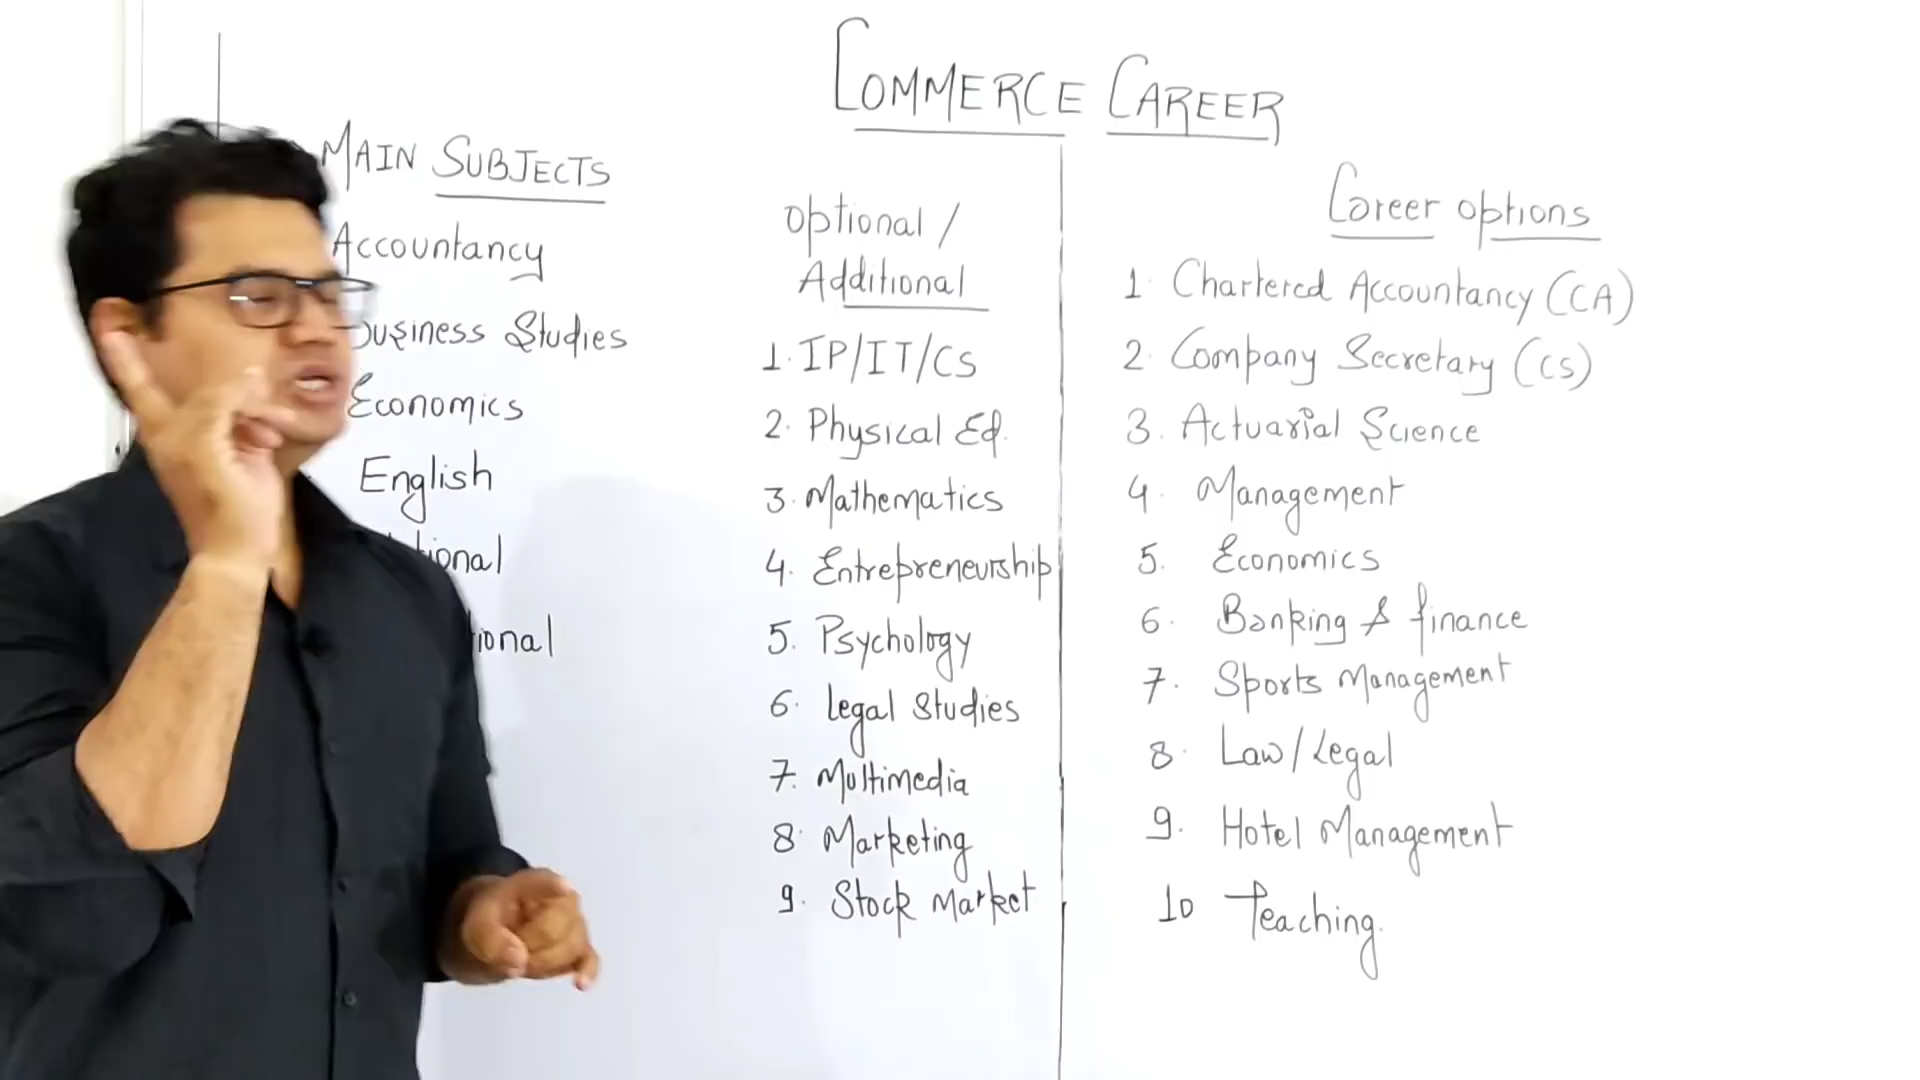 COMMERCE CAREER
MAIN SUBJECTS
Accountancy
Business Studies
Economics
English
Optional /
Additional
1. IP/IT/CS
2. Physical Ed.
3. Mathematics
4. Entrepreneurship
5. Psychology
6. Legal Studies
7. Multimedia
8. Marketing
9. Stock Market
Career options
1. Chartered Accountancy (CA)
2. Company Secretary (CS)
3. Actuarial Science
4. Management
5. Economics
6. Banking & finance
7. Sports Management
8. Law/Legal
9. Hotel Management
10 Teaching.